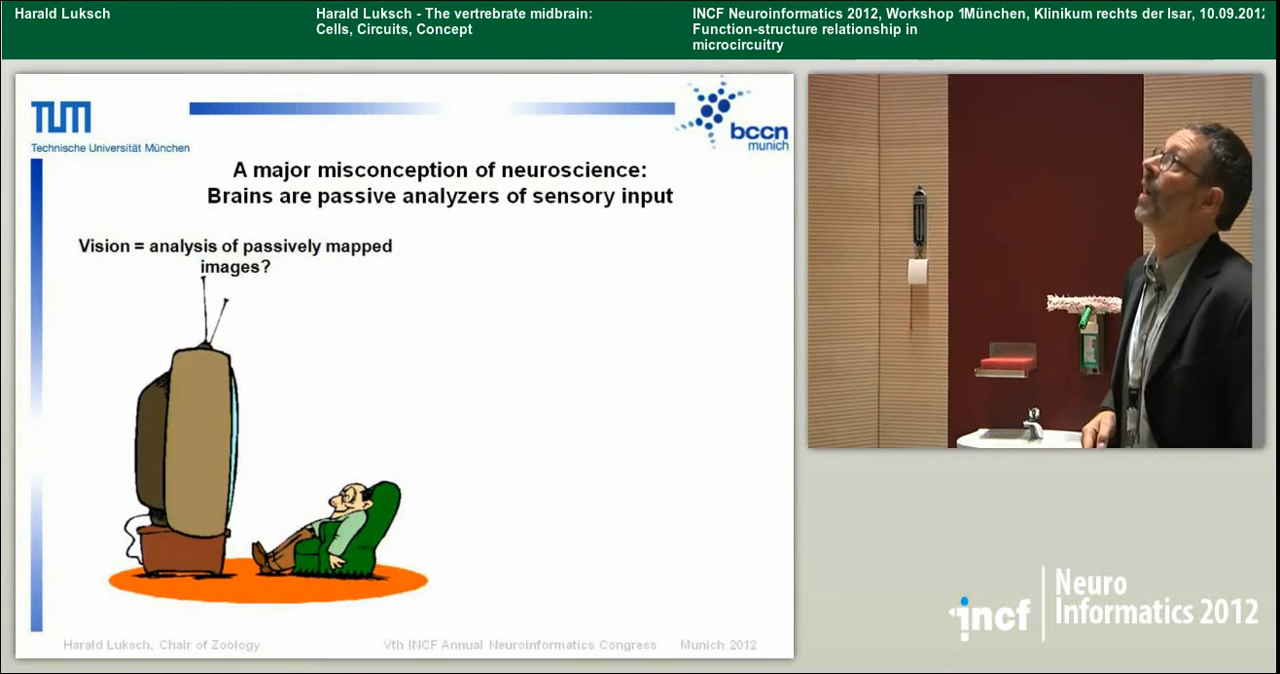 Harald Luksch
Harald Luksch - The vertrebrate midbrain:
Cells, Circuits, Concept
INCF Neuroinformatics 2012, Workshop 1München, Klinikum rechts der Isar, 10.09.2012
Function-structure relationship in
microcircuitry
TUM
Technische Universität München
bccn
munich
A major misconception of neuroscience:
Brains are passive analyzers of sensory input
Vision = analysis of passively mapped
images?
Harald Luksch, Chair of Zoology
Vth INCF Annual Neuroinformatics Congress
Munich 2012
incf
Neuro
Informatics 2012